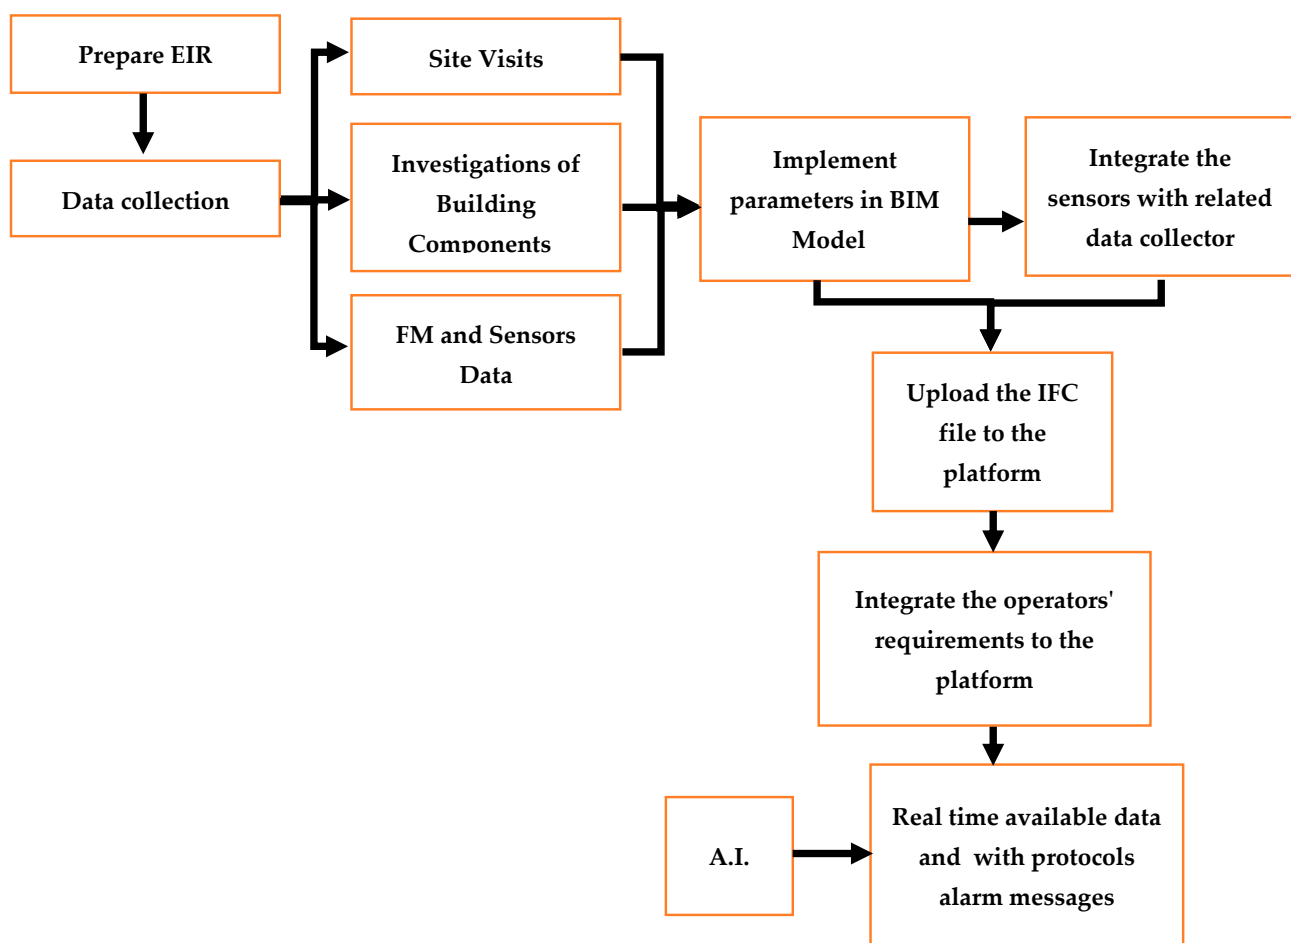 Prepare EIR
Data collection
Site Visits
Investigations of
Building
Components
FM and Sensors
Data
Implement
parameters in BIM
Model
Integrate the
sensors with related
data collector
Upload the IFC
file to the
platform
Integrate the operators'
requirements to the
platform
A.I.
Real time available data
and with protocols
alarm messages